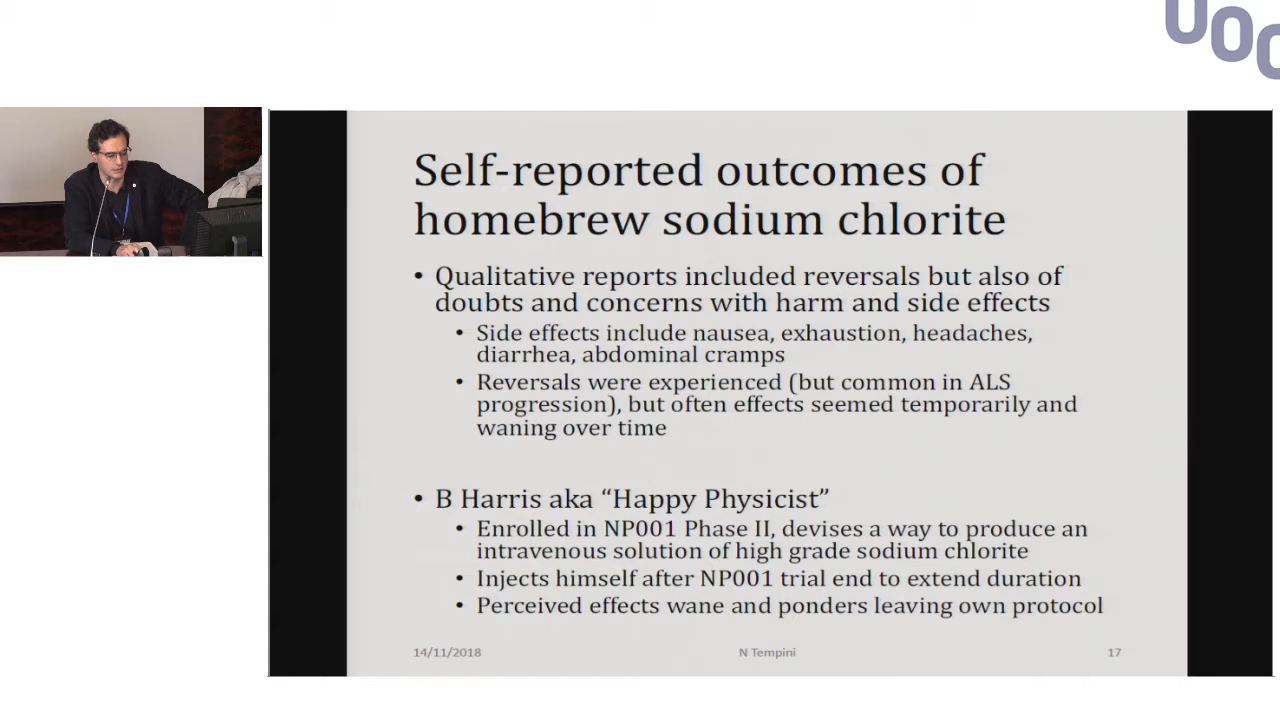 UOC
Self-reported outcomes of
homebrew sodium chlorite
• Qualitative reports included reversals but also of
doubts and concerns with harm and side effects
• Side effects include nausea, exhaustion, headaches,
diarrhea, abdominal cramps
• Reversals were experienced (but common in ALS
progression), but often effects seemed temporarily and
waning over time
• B Harris aka “Happy Physicist”
• Enrolled in NP001 Phase II, devises a way to produce an
intravenous solution of high grade sodium chlorite
• Injects himself after NP001 trial end to extend duration
• Perceived effects wane and ponders leaving own protocol
14/11/2018 N Tempini 17